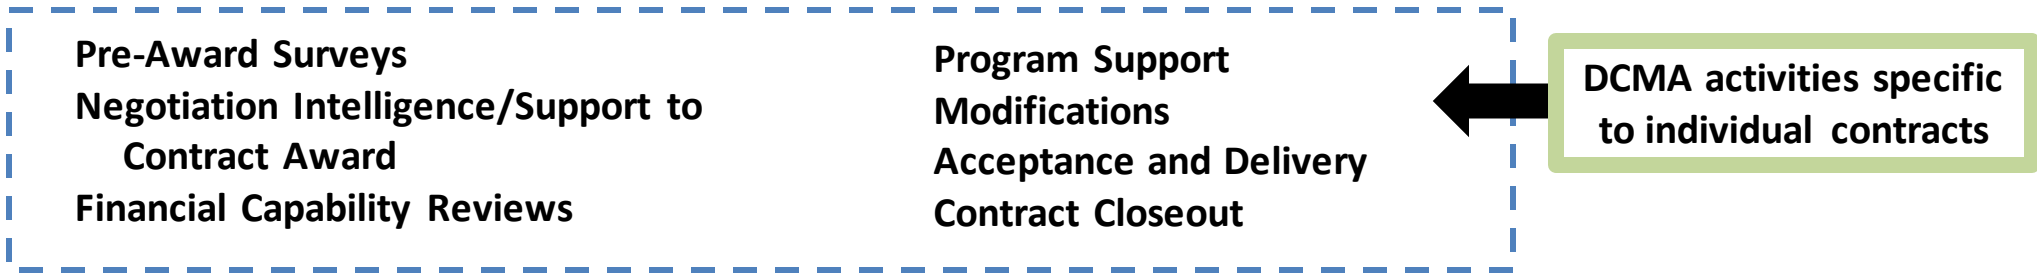 Pre-Award Surveys
Negotiation Intelligence/Support to
Contract Award
Financial Capability Reviews
Program Support
Modifications
Acceptance and Delivery
Contract Closeout
DCMA activities specific
to individual contracts